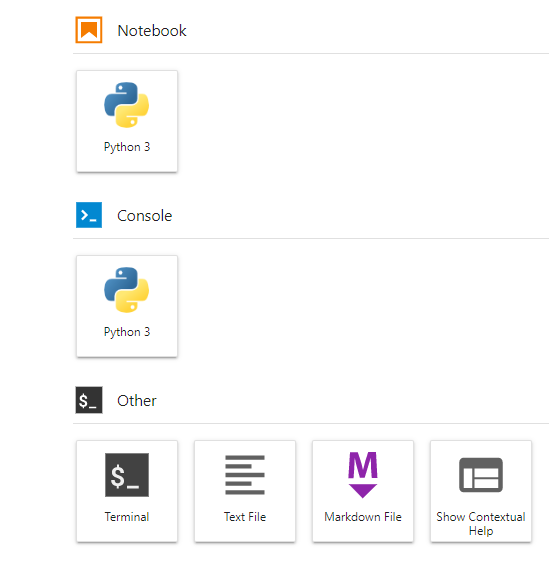 Notebook
Python 3
Console
Python 3
$_ Other
$_
M
Terminal
Text File
Markdown File
Show Contextual
Help